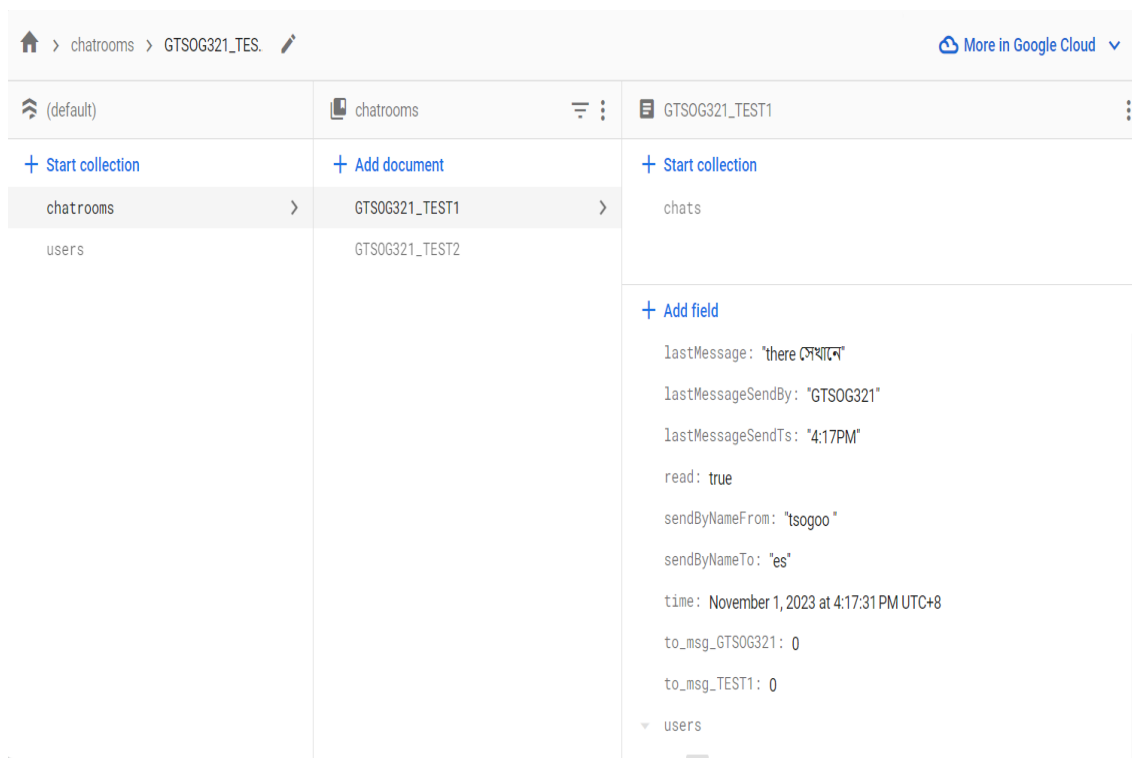 chatrooms > GTSOG321_TES.
More in Google Cloud
(default)
chatrooms
GTSOG321_TEST1
+ Start collection
+ Add document
+ Start collection
chatrooms
GTSOG321_TEST1
chats
users
GTSOG321_TEST2
+ Add field
lastMessage: "there সেখানে"
lastMessageSendBy: "GTSOG321"
lastMessageSendTs: "4:17PM"
read: true
sendByNameFrom: "tsogoo "
sendByNameTo: "es"
time: November 1, 2023 at 4:17:31 PM UTC+8
to_msg_GTSOG321: 0
to_msg_TEST1: 0
users